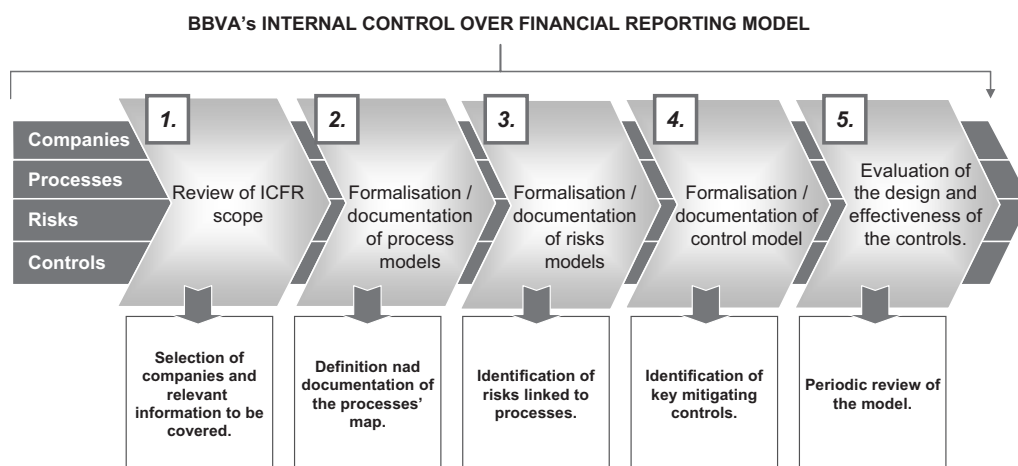 BBVA's INTERNAL CONTROL OVER FINANCIAL REPORTING MODEL
Companies
Processes
Risks
Controls
1.
Review of ICFR
scope
2.
Formalisation /
documentation
of process
models
3.
Formalisation /
documentation
of risks
models
4.
Formalisation /
documentation of
control model
5.
Evaluation of
the design and
effectiveness of
the controls.
Selection of
companies and
relevant
information to be
covered.
Definition nad
documentation of
the processes'
map.
Identification of
risks linked to
processes.
Identification of
key mitigating
controls.
Periodic review of
the model.